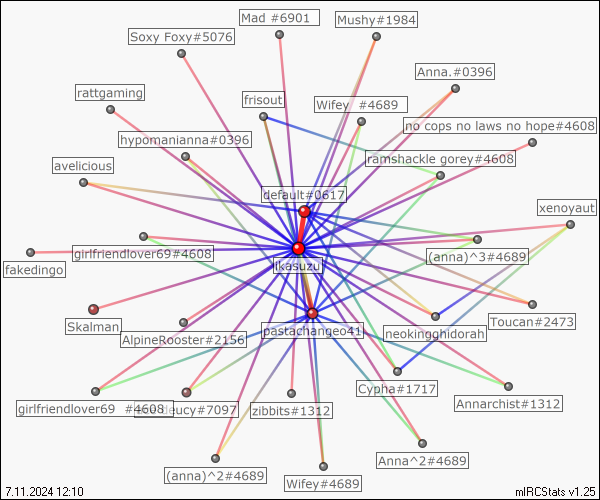 Mad #6901
Mushy#1984
Soxy Foxy#5076
Anna.#0396
rattgaming
frisout
Wifey #4689
no cops no laws no hope#4608
hypomanianna#0396
ramshackle gorey#4608
avelicious
default#0617
xenoyaut
girlfriendlover69#4608
(anna)^3#4689
fakedingo
ikasuzu
Toucan#2473
Skalman
AlpineRooster#2156
pastachangeo41
neokingghidorah
Cypha#1717
girlfriendlover69 #4608
eucy#7097
zibbits#1312
Annarchist#1312
(anna)^2#4689
Wifey#4689
Anna^2#4689
7.11.2024 12:10
mIRCStats v1.25